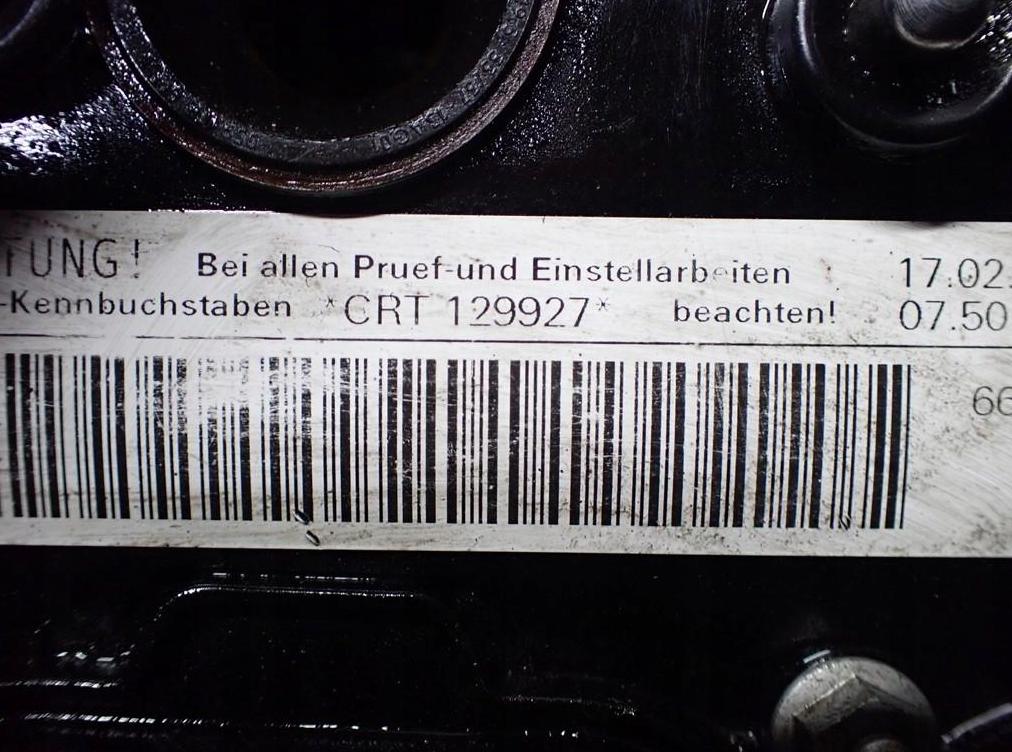 TUNG! Bei allen Pruef-und Einstellarbeiten 17.02.
-Kennbuchstaben *CRT 129927* beachten! 07.50
66